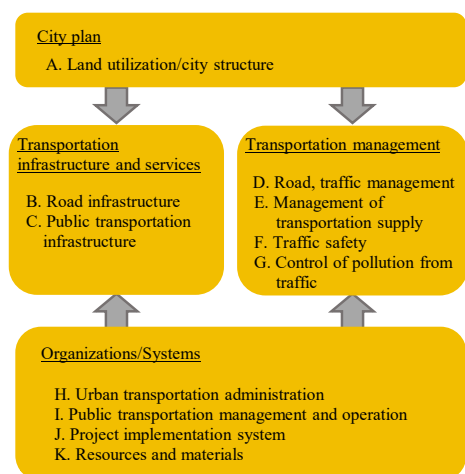 City plan
A. Land utilization/city structure
Transportation
infrastructure and services
B. Road infrastructure
C. Public transportation
infrastructure
Transportation management
D. Road, traffic management
E. Management of
transportation supply
F. Traffic safety
G. Control of pollution from
traffic
Organizations/Systems
H. Urban transportation administration
I. Public transportation management and operation
J. Project implementation system
K. Resources and materials